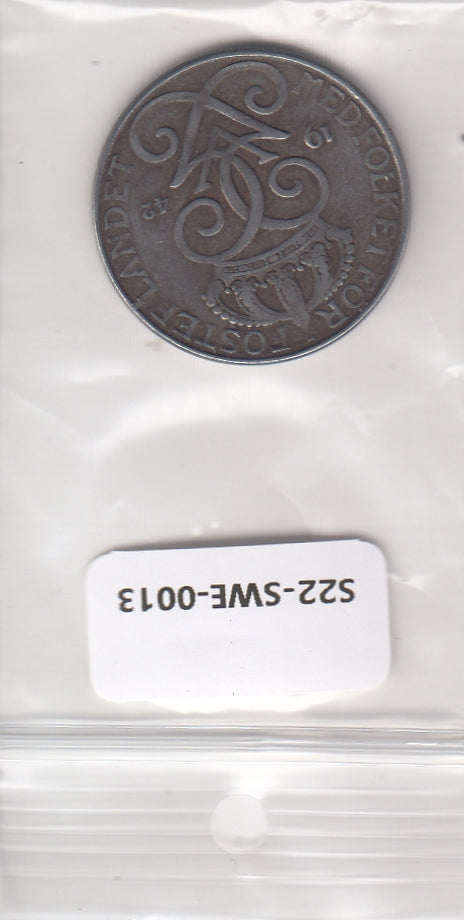 MED FOLKET FÖR FOSTERLANDET
19 42
S22-SWE-0013